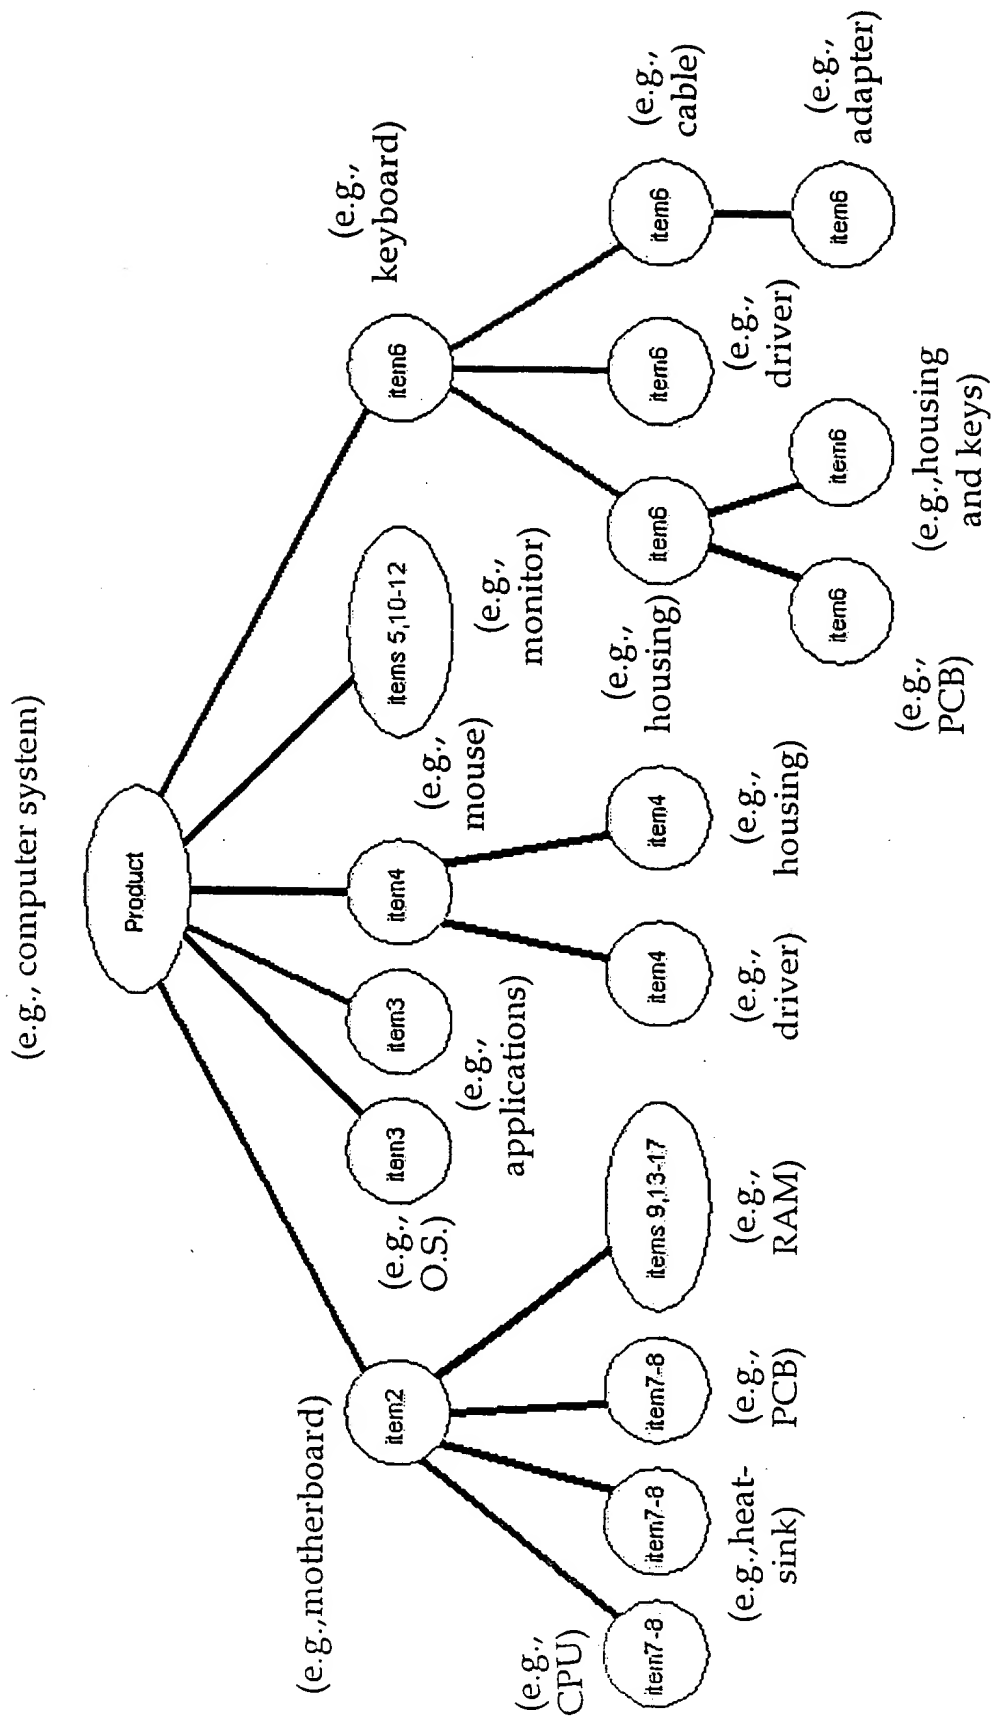 (e.g., computer system)
Product
(e.g.,motherboard)
item2
(e.g.,
O.S.)
item3
item3
(e.g.,
applications)
item4
(e.g.,
mouse)
items 5,10-12
(e.g.,
monitor)
item6
(e.g.,
keyboard)
(e.g.,
CPU)
item7-8
item7-8
(e.g.,heat-
sink)
item7-8
(e.g.,
PCB)
items 9,13-17
(e.g.,
RAM)
item4
(e.g.,
driver)
item4
(e.g.,
housing)
(e.g.,
housing)
item6
item6
(e.g.,
driver)
item6
(e.g.,
cable)
item6
(e.g.,
PCB)
item6
(e.g.,housing
and keys)
item6
(e.g.,
adapter)